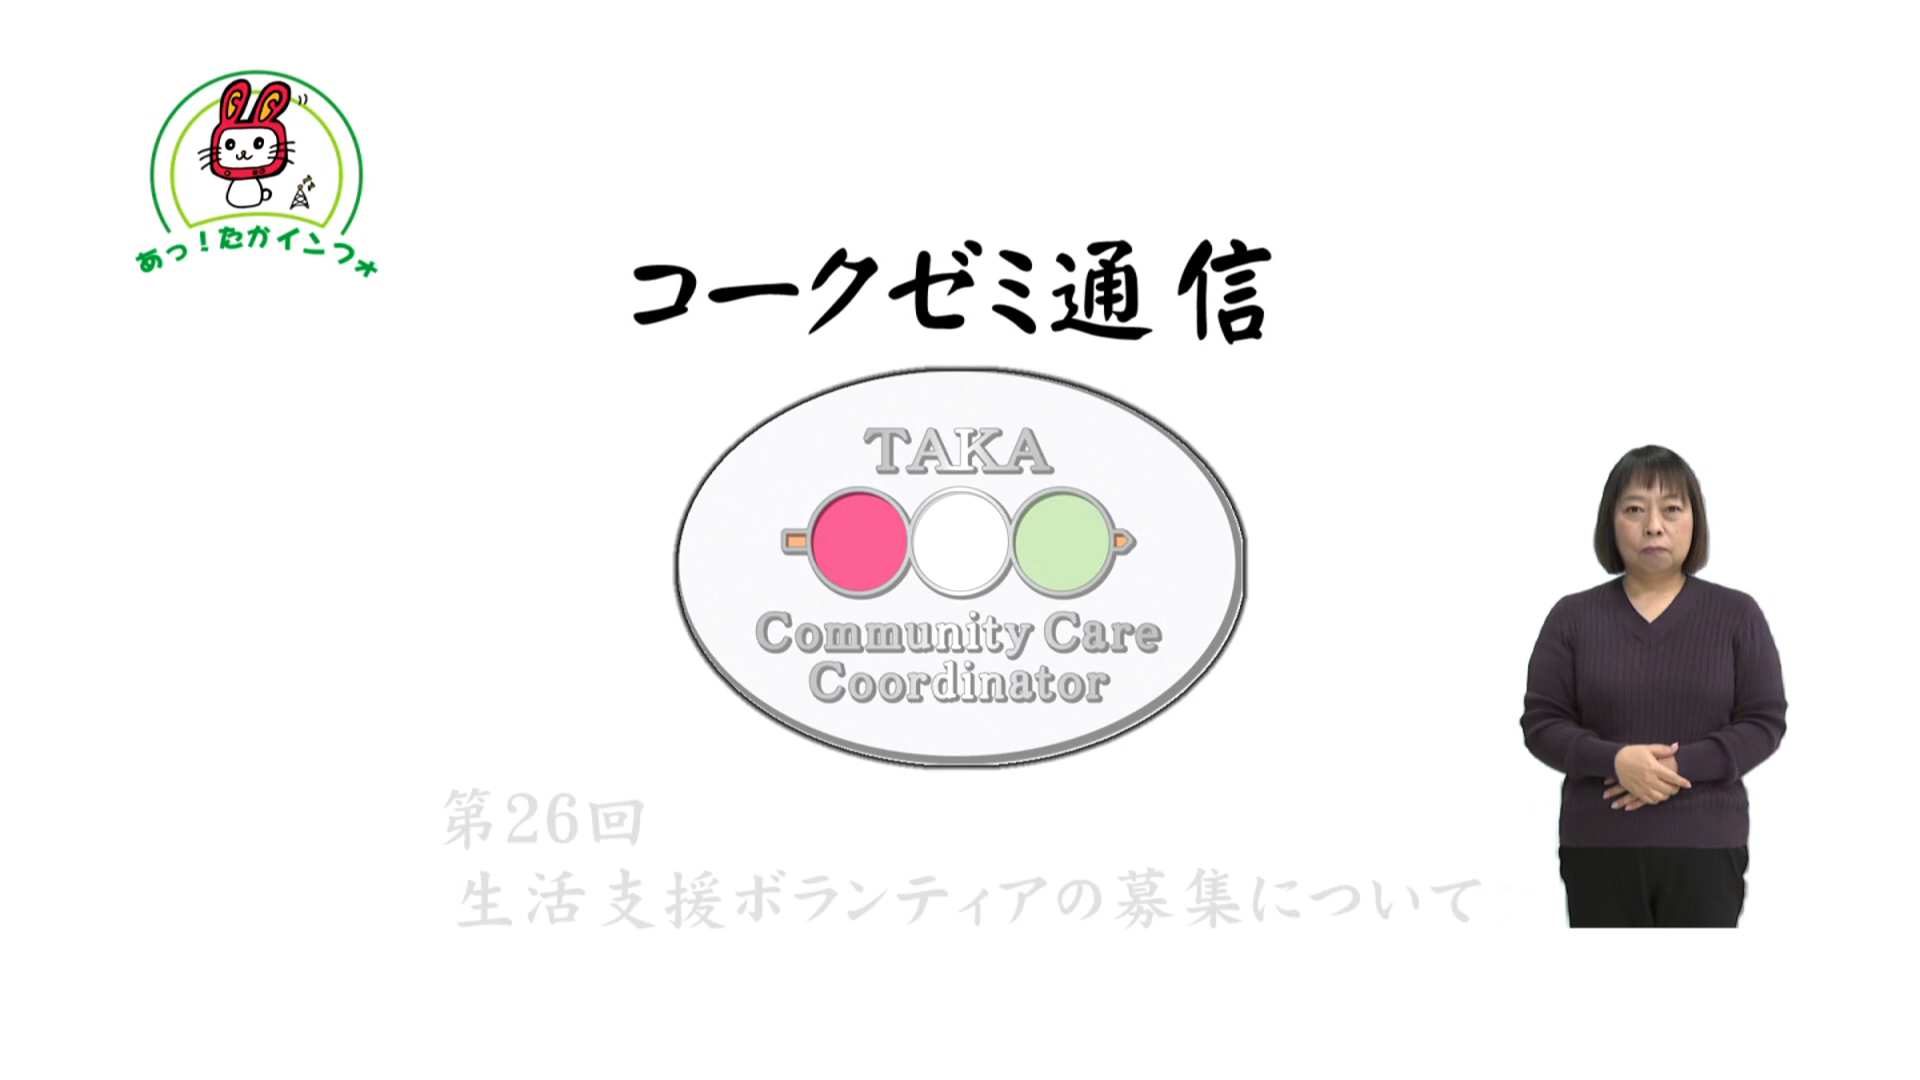 あっ！たかインフォ
コークゼミ通信
TAKA
Community Care
Coordinator
第26回
生活支援ボランティアの募集について